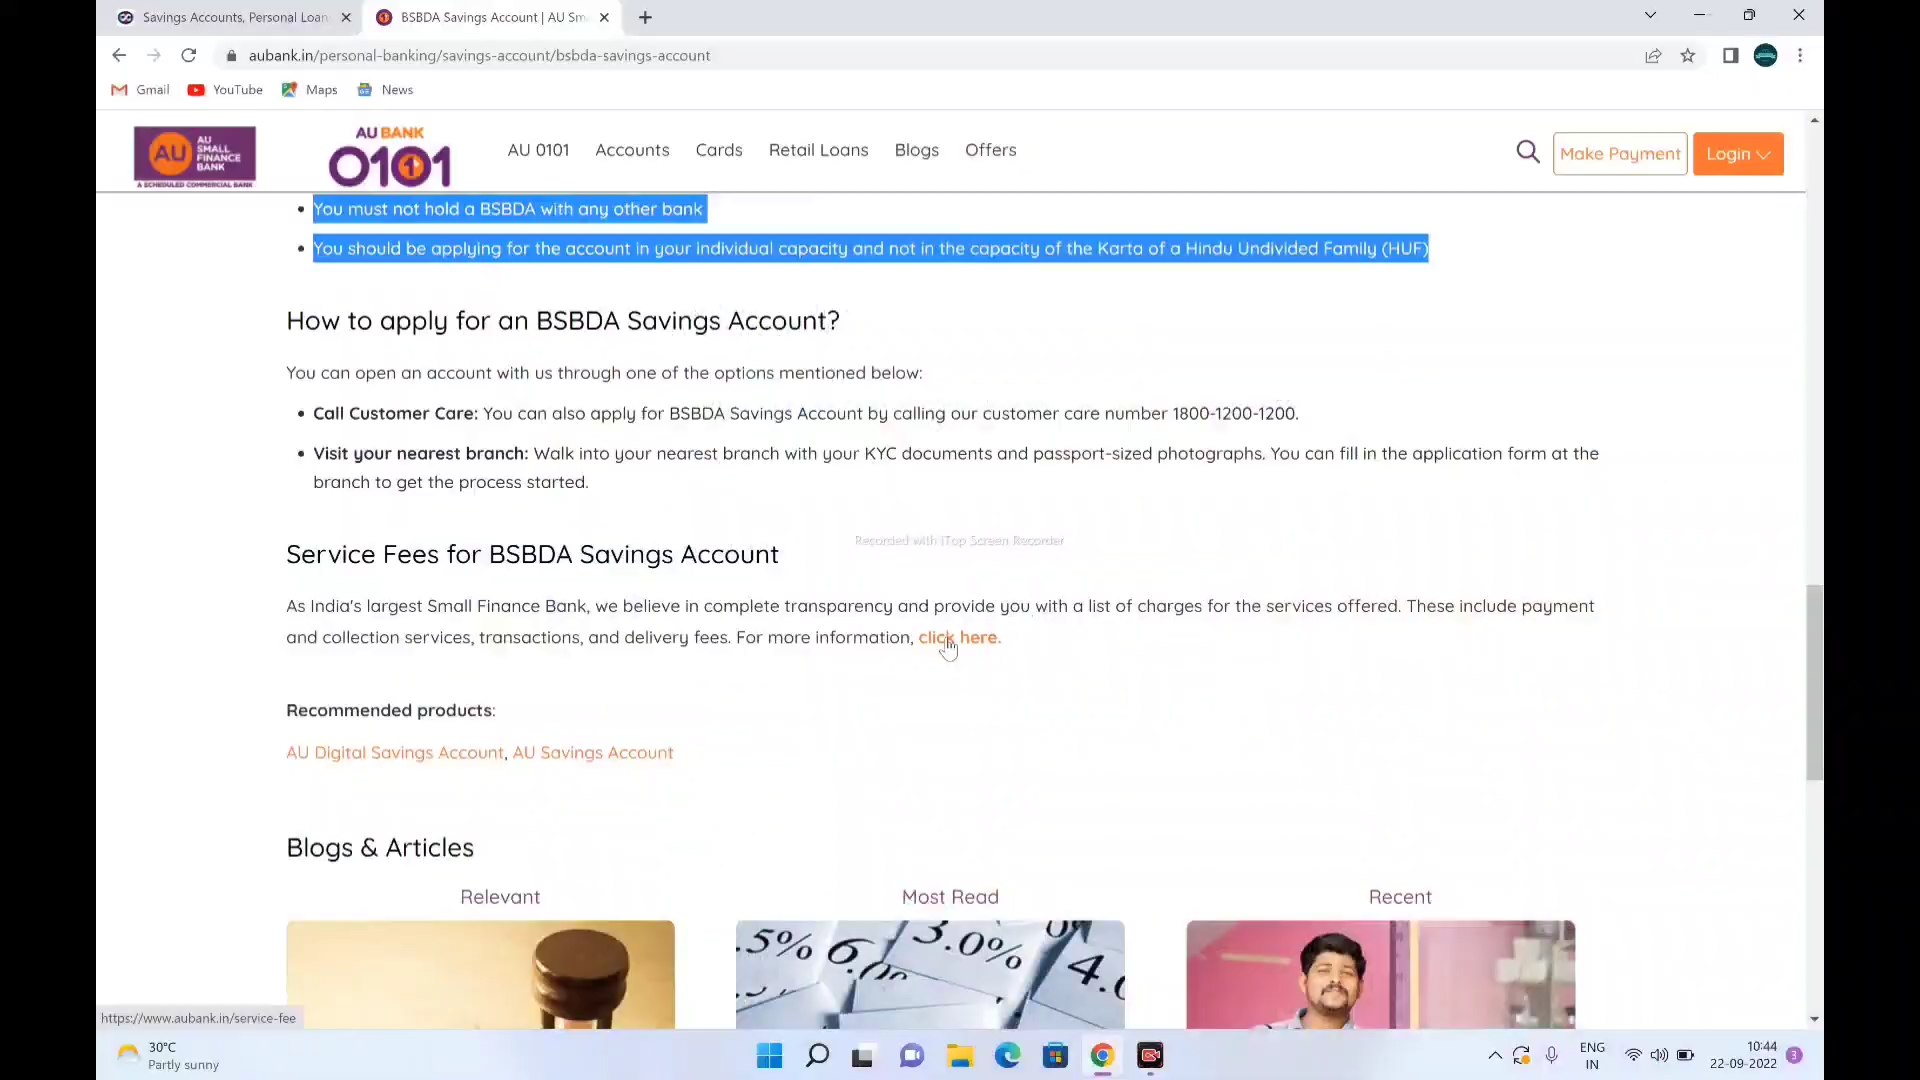 Savings Accounts, Personal Loan
BSBDA Savings Account | AU Sm
aubank.in/personal-banking/savings-account/bsbda-savings-account
Gmail
YouTube
Maps
News
AU
AU
SMALL
FINANCE
BANK
A SCHEDULED COMMERCIAL BANK
AU BANK
0101
AU 0101
Accounts
Cards
Retail Loans
Blogs
Offers
Make Payment
Login
You must not hold a BSBDA with any other bank
You should be applying for the account in your individual capacity and not in the capacity of the Karta of a Hindu Undivided Family (HUF)
How to apply for an BSBDA Savings Account?
You can open an account with us through one of the options mentioned below:
Call Customer Care: You can also apply for BSBDA Savings Account by calling our customer care number 1800-1200-1200.
Visit your nearest branch: Walk into your nearest branch with your KYC documents and passport-sized photographs. You can fill in the application form at the
branch to get the process started.
Recorded with iTop Screen Recorder
Service Fees for BSBDA Savings Account
As India's largest Small Finance Bank, we believe in complete transparency and provide you with a list of charges for the services offered. These include payment
and collection services, transactions, and delivery fees. For more information, click here.
Recommended products:
AU Digital Savings Account, AU Savings Account
Blogs & Articles
Relevant
Most Read
Recent
.5%
6.0
3.0%
4.
https://www.aubank.in/service-fee
30°C
Partly sunny
ENG
IN
10:44
22-09-2022
3